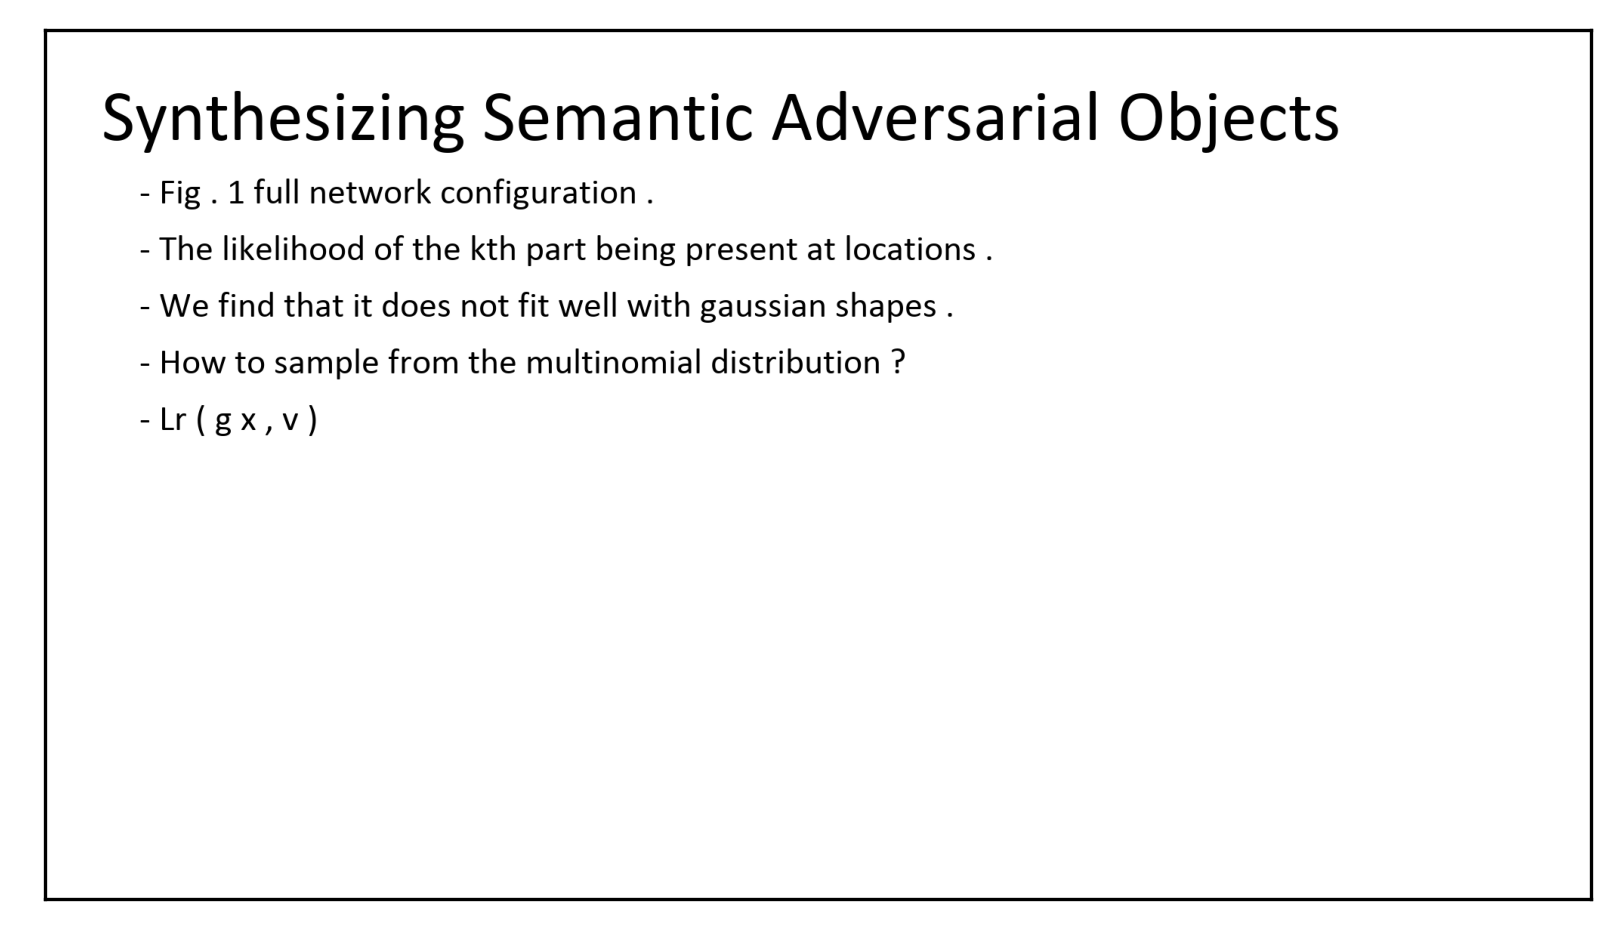 Synthesizing Semantic Adversarial Objects
- Fig . 1 full network configuration .
- The likelihood of the kth part being present at locations .
- We find that it does not fit well with gaussian shapes .
- How to sample from the multinomial distribution ?
- Lr ( g x , v )